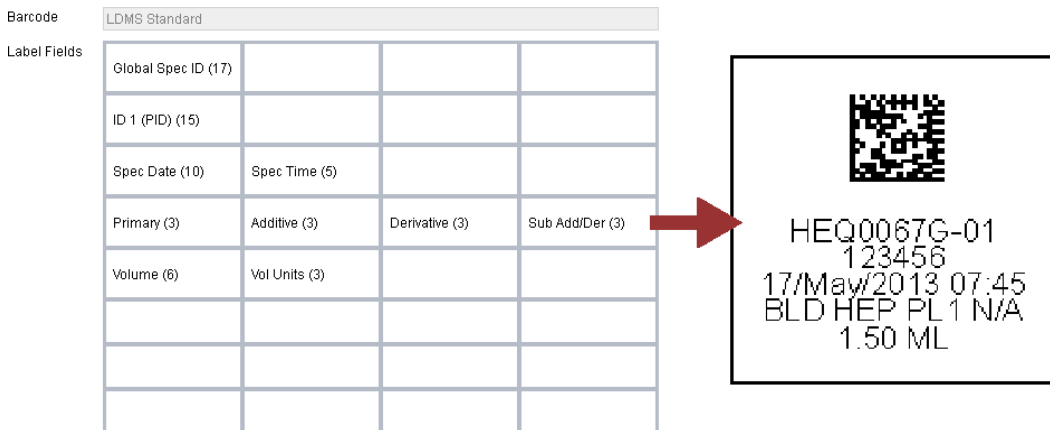 Barcode LDMS Standard
Label Fields
Global Spec ID (17)
ID 1 (PID) (15)
Spec Date (10) Spec Time (5)
Primary (3) Additive (3) Derivative (3) Sub Add/Der (3)
Volume (6) Vol Units (3)
HEQ0067G-01
123456
17/May/2013 07:45
BLD HEP PL1 N/A
1.50 ML